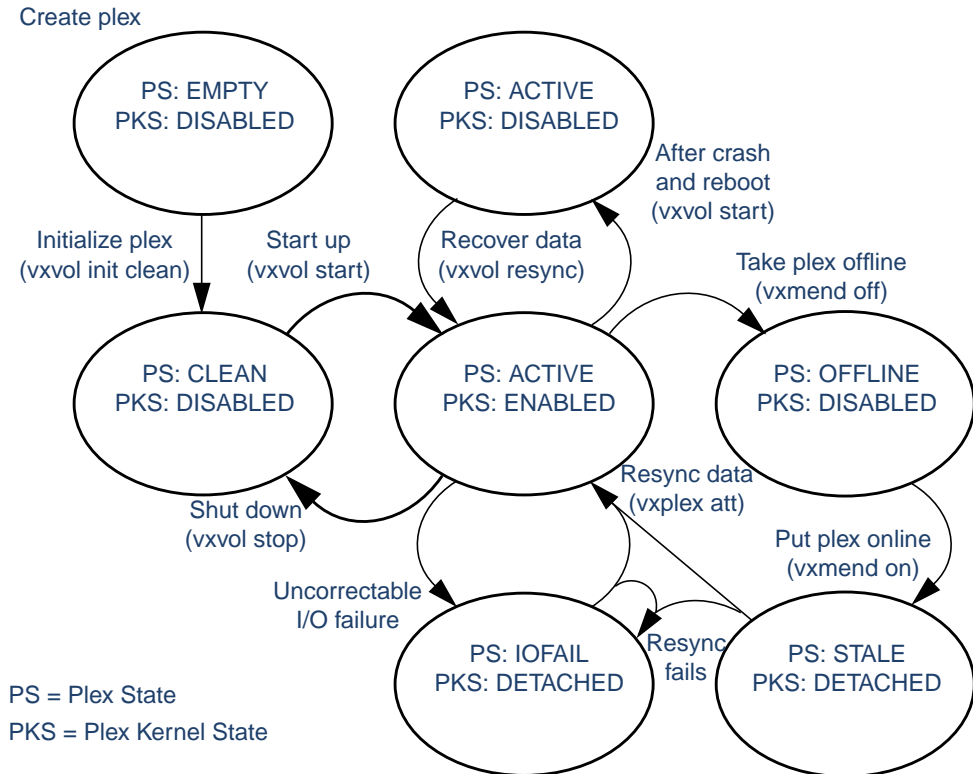 Create plex
PS: EMPTY
PKS: DISABLED
PS: ACTIVE
PKS: DISABLED
After crash
and reboot
(vxvol start)
Initialize plex
(vxvol init clean)
Start up
(vxvol start)
Recover data
(vxvol resync)
Take plex offline
(vxmend off)
PS: CLEAN
PKS: DISABLED
PS: ACTIVE
PKS: ENABLED
PS: OFFLINE
PKS: DISABLED
Shut down
(vxvol stop)
Resync data
(vxplex att)
Put plex online
(vxmend on)
Uncorrectable
I/O failure
PS: IOFAIL
PKS: DETACHED
Resync
fails
PS: STALE
PKS: DETACHED
PS = Plex State
PKS = Plex Kernel State